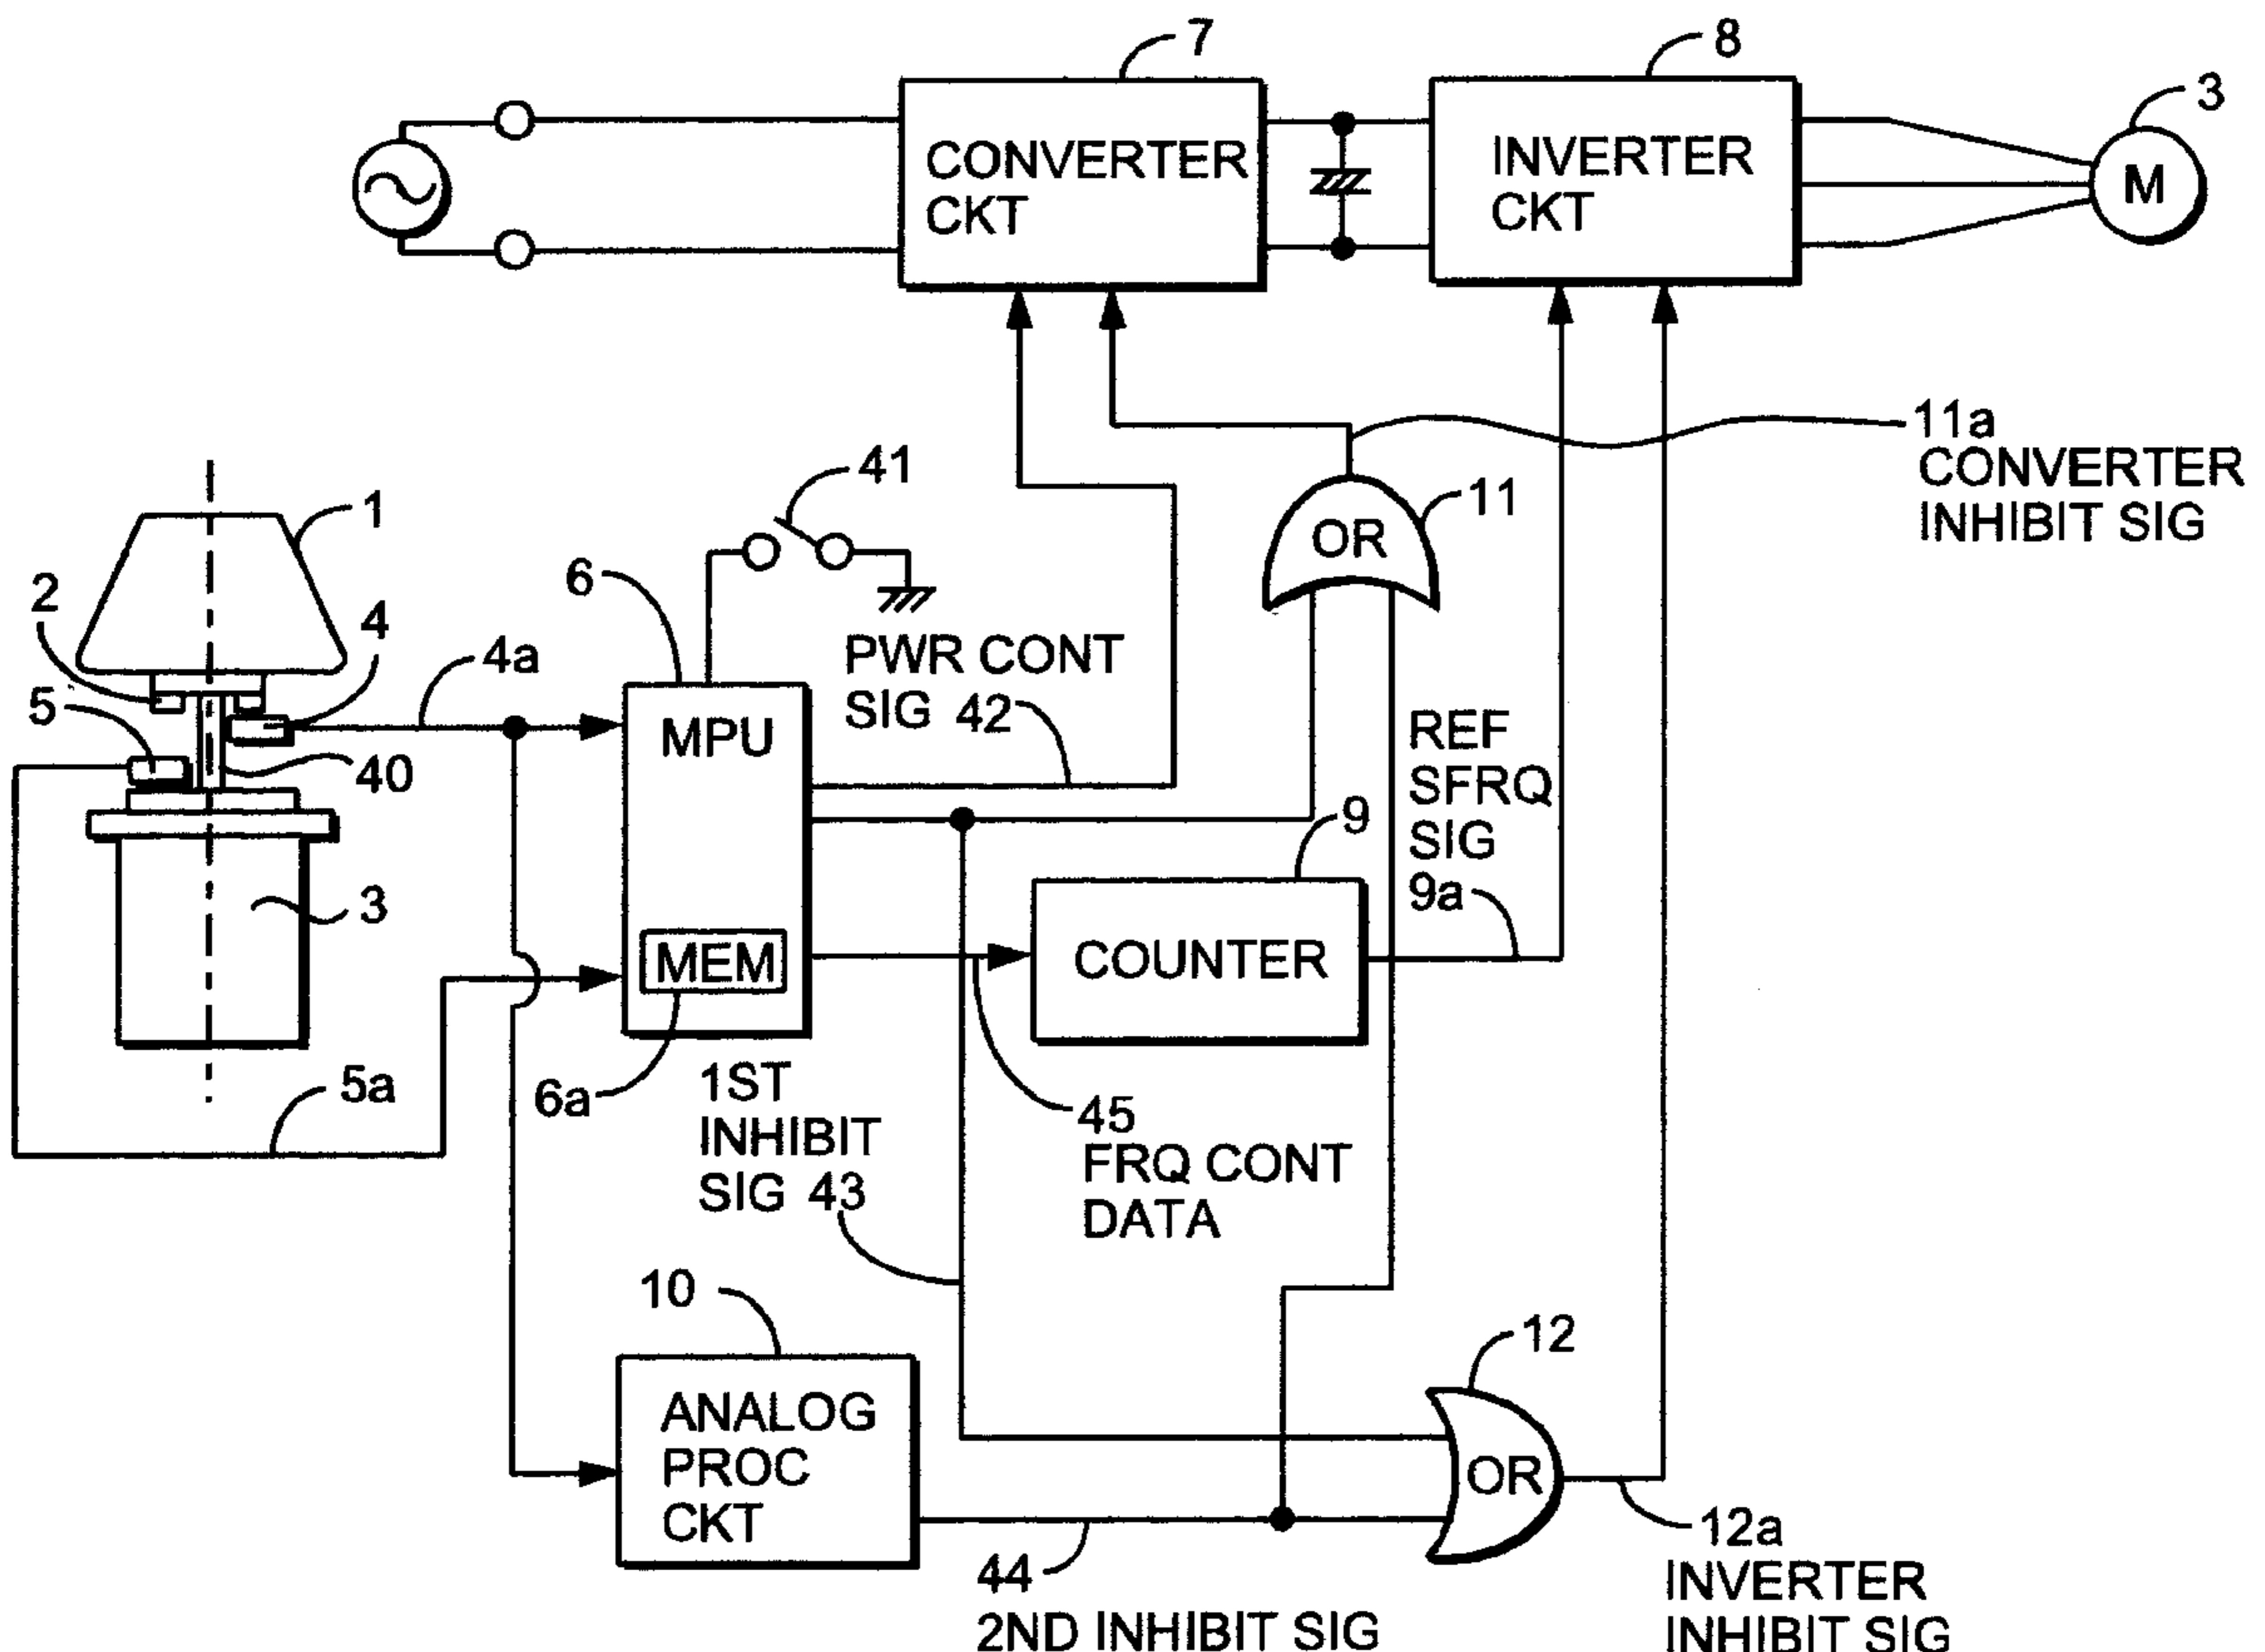 7
8
3
CONVERTER
CKT
INVERTER
CKT
M
11a
CONVERTER
INHIBIT SIG
41
11
OR
1
2
4
6
4a
PWR CONT
SIG 42
5
MPU
REF
SFRQ
SIG
9a
40
9
3
MEM
COUNTER
5a
6a
1ST
INHIBIT
SIG 43
45
FRQ CONT
DATA
10
12
ANALOG
PROC
CKT
OR
44
2ND INHIBIT SIG
12a
INVERTER
INHIBIT SIG